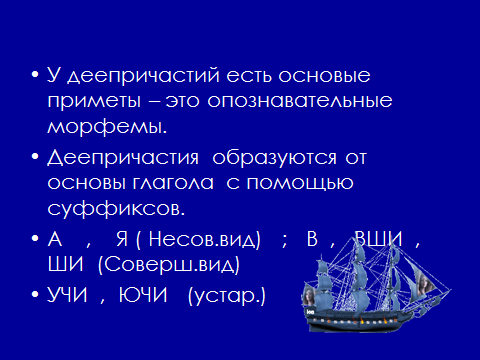 • У деепричастий есть основые
приметы – это опознавательные
морфемы.
• Деепричастия образуются от
основы глагола с помощью
суффиксов.
• А , Я ( Несов.вид) ; В , ВШИ ,
ШИ (Соверш.вид)
• УЧИ , ЮЧИ (устар.)